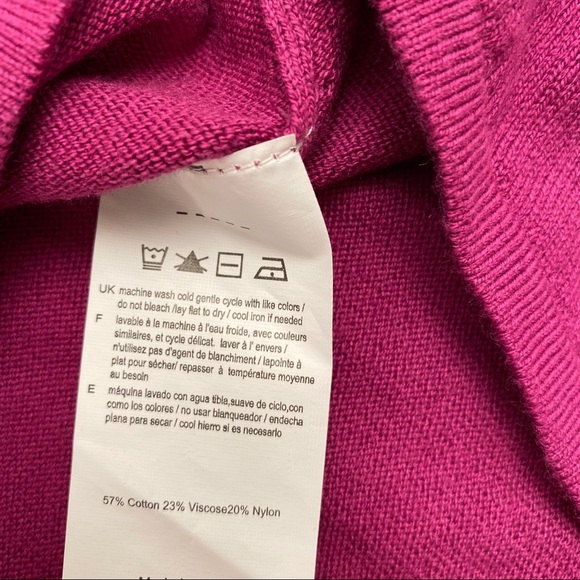 UK machine wash cold gentle cycle with like colors /
do not bleach /lay flat to dry / cool iron if needed
F lavable à la machine à l'eau froide, avec couleurs
similaires, et cycle délicat. laver à l' envers /
n'utilisez pas d'agent de blanchiment / lapointe à
plat pour sécher/ repasser à température moyenne
au besoin
E máquina lavado con agua tibia,suave de ciclo,con
como los colores / no usar blanqueador / endecha
plana para secar / cool hierro si es necesario
57% Cotton 23% Viscose20% Nylon